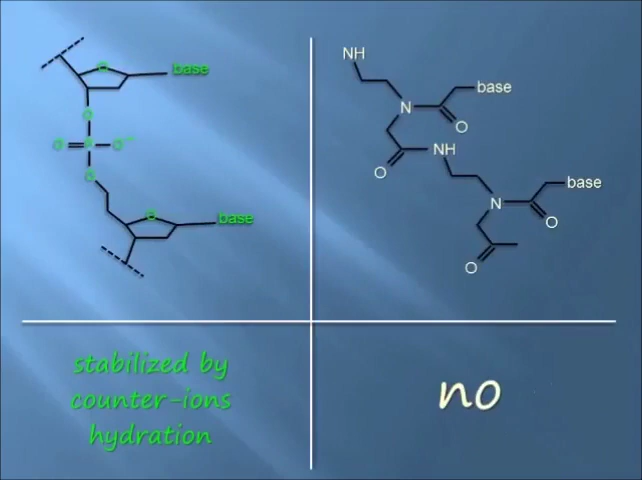 O
base
O
O
P
O⁻
O
O
base
NH
base
N
O
NH
O
base
N
O
O
stabilized by
counter-ions
hydration
no